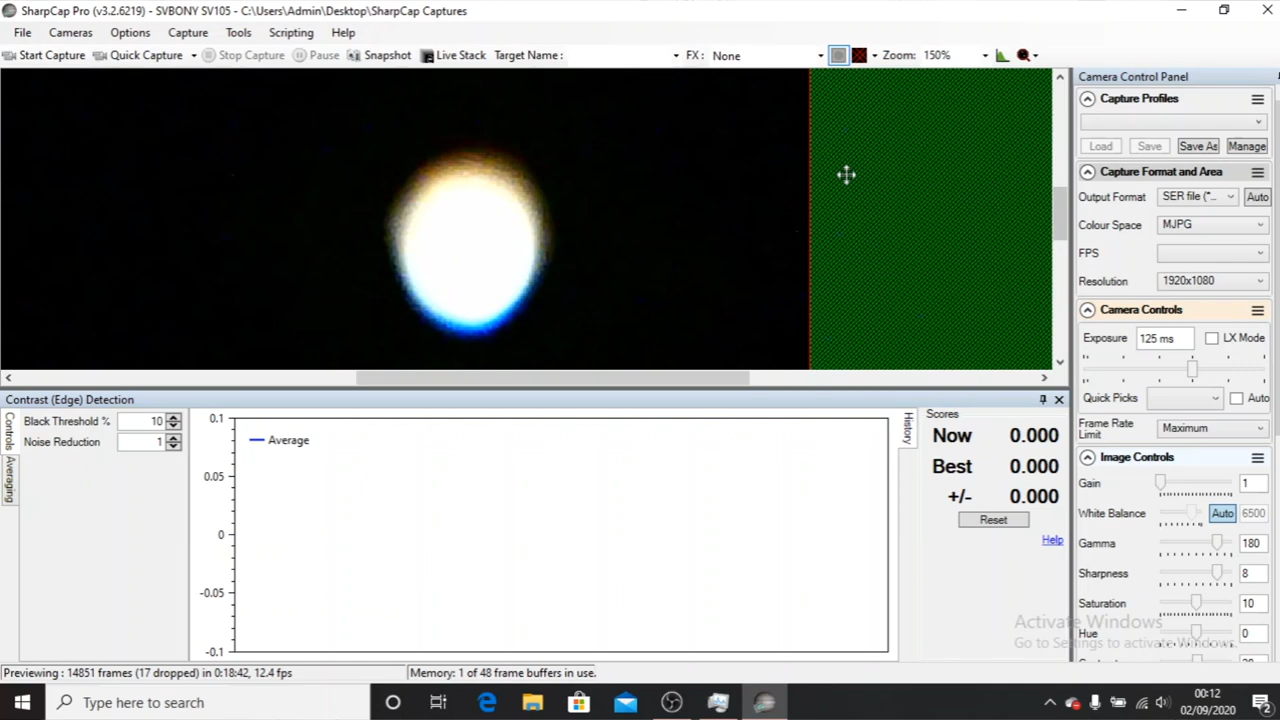 SharpCap Pro (v3.2.6219) - SVBONY SV105 - C:\Users\Admin\Desktop\SharpCap Captures
File Cameras Options Capture Tools Scripting Help
Start Capture Quick Capture Stop Capture Pause Snapshot Live Stack Target Name : FX : None Zoom: 150%
Camera Control Panel
Capture Profiles
Load Save Save As Manage
Capture Format and Area
Output Format SER file (*... Auto
Colour Space MJPG
FPS
Resolution 1920x1080
Camera Controls
Exposure 125 ms LX Mode
Quick Picks Auto
Frame Rate Limit Maximum
Image Controls
Gain 1
White Balance Auto 6500
Gamma 180
Sharpness 8
Saturation 10
Hue 0
Contrast (Edge) Detection
Controls
Averaging
Black Threshold % 10
Noise Reduction 1
0.1
0.05
0
-0.05
-0.1
Average
History
Scores
Now 0.000
Best 0.000
+/- 0.000
Reset
Help
Activate Windows
Go to Settings to activate Windows.
Previewing : 14851 frames (17 dropped) in 0:18:42, 12.4 fps
Memory: 1 of 48 frame buffers in use.
Type here to search
00:12
02/09/2020
2